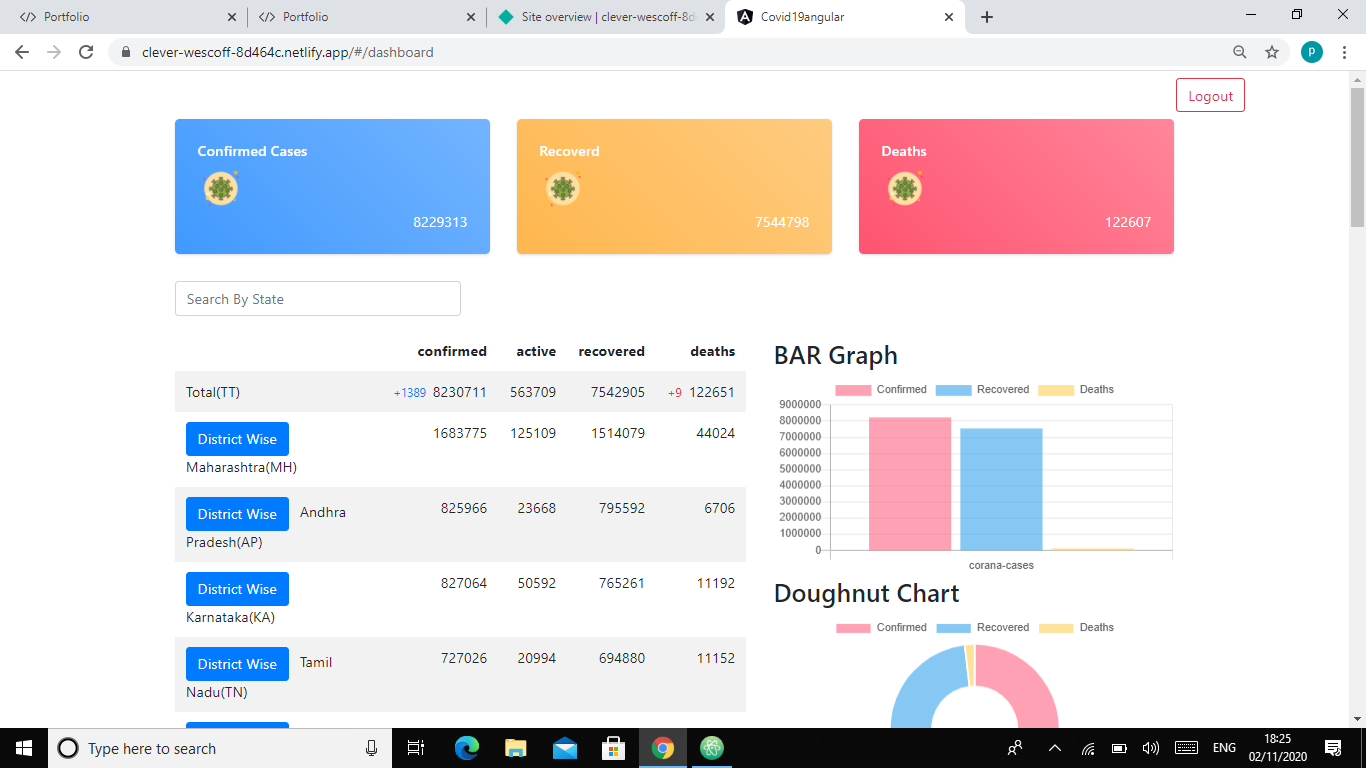 Portfolio
Portfolio
Site overview | clever-wescoff-8d
Covid19angular
clever-wescoff-8d464c.netlify.app/#/dashboard
P
Logout
Confirmed Cases
8229313
Recoverd
7544798
Deaths
122607
Search By State
confirmed active recovered deaths
Total(TT) +1389 8230711 563709 7542905 +9 122651
District Wise 1683775 125109 1514079 44024
Maharashtra(MH)
District Wise Andhra 825966 23668 795592 6706
Pradesh(AP)
District Wise 827064 50592 765261 11192
Karnataka(KA)
District Wise Tamil 727026 20994 694880 11152
Nadu(TN)
BAR Graph
Confirmed Recovered Deaths
9000000
8000000
7000000
6000000
5000000
4000000
3000000
2000000
1000000
0
corana-cases
Doughnut Chart
Confirmed Recovered Deaths
Type here to search
ENG
18:25
02/11/2020